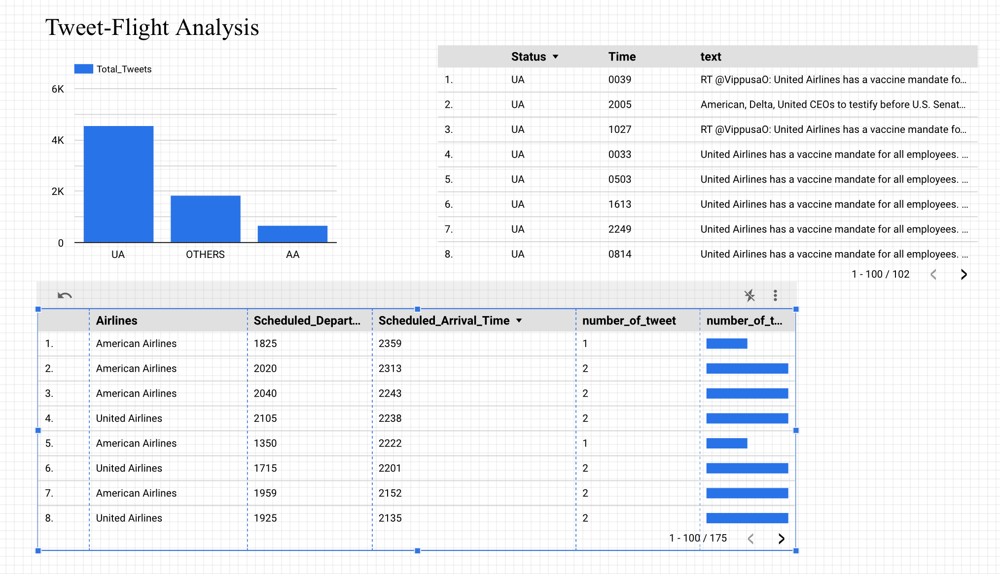 Tweet-Flight Analysis
Total_Tweets
6K
4K
2K
0
UA OTHERS AA
Status Time text
1. UA 0039 RT @VippusaO: United Airlines has a vaccine mandate fo...
2. UA 2005 American, Delta, United CEOs to testify before U.S. Senat...
3. UA 1027 RT @VippusaO: United Airlines has a vaccine mandate fo...
4. UA 0033 United Airlines has a vaccine mandate for all employees. ...
5. UA 0503 United Airlines has a vaccine mandate for all employees. ...
6. UA 1613 United Airlines has a vaccine mandate for all employees. ...
7. UA 2249 United Airlines has a vaccine mandate for all employees. ...
8. UA 0814 United Airlines has a vaccine mandate for all employees. ...
1 - 100 / 102
Airlines Scheduled_Depart... Scheduled_Arrival_Time number_of_tweet number_of_t...
1. American Airlines 1825 2359 1
2. American Airlines 2020 2313 2
3. American Airlines 2040 2243 2
4. United Airlines 2105 2238 2
5. American Airlines 1350 2222 1
6. United Airlines 1715 2201 2
7. American Airlines 1959 2152 2
8. United Airlines 1925 2135 2
1 - 100 / 175